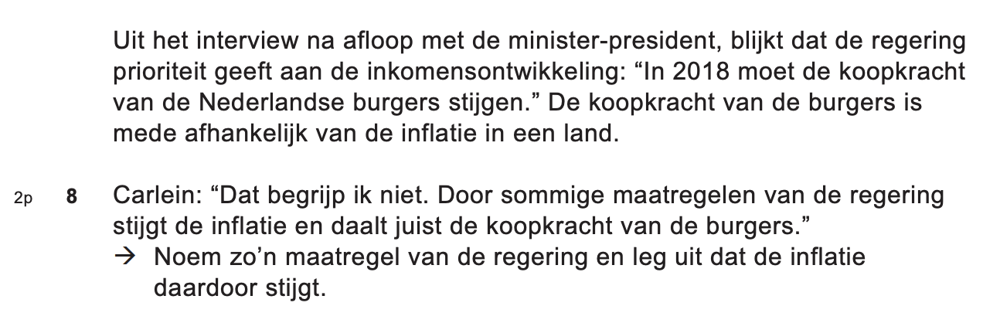 Uit het interview na afloop met de minister-president, blijkt dat de regering
prioriteit geeft aan de inkomensontwikkeling: “In 2018 moet de koopkracht
van de Nederlandse burgers stijgen.” De koopkracht van de burgers is
mede afhankelijk van de inflatie in een land.
2p 8 Carlein: “Dat begrijp ik niet. Door sommige maatregelen van de regering
stijgt de inflatie en daalt juist de koopkracht van de burgers.”
→ Noem zo’n maatregel van de regering en leg uit dat de inflatie
daardoor stijgt.